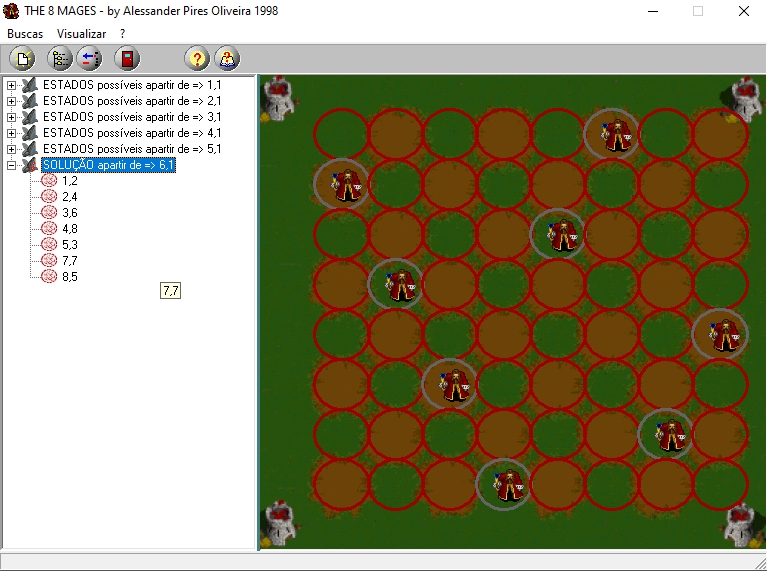 THE 8 MAGES - by Alessander Pires Oliveira 1998
Buscas Visualizar ?
ESTADOS possíveis apartir de => 1,1
ESTADOS possíveis apartir de => 2,1
ESTADOS possíveis apartir de => 3,1
ESTADOS possíveis apartir de => 4,1
ESTADOS possíveis apartir de => 5,1
SOLUÇÃO apartir de => 6,1
1,2
2,4
3,6
4,8
5,3
7,7
8,5
7,7